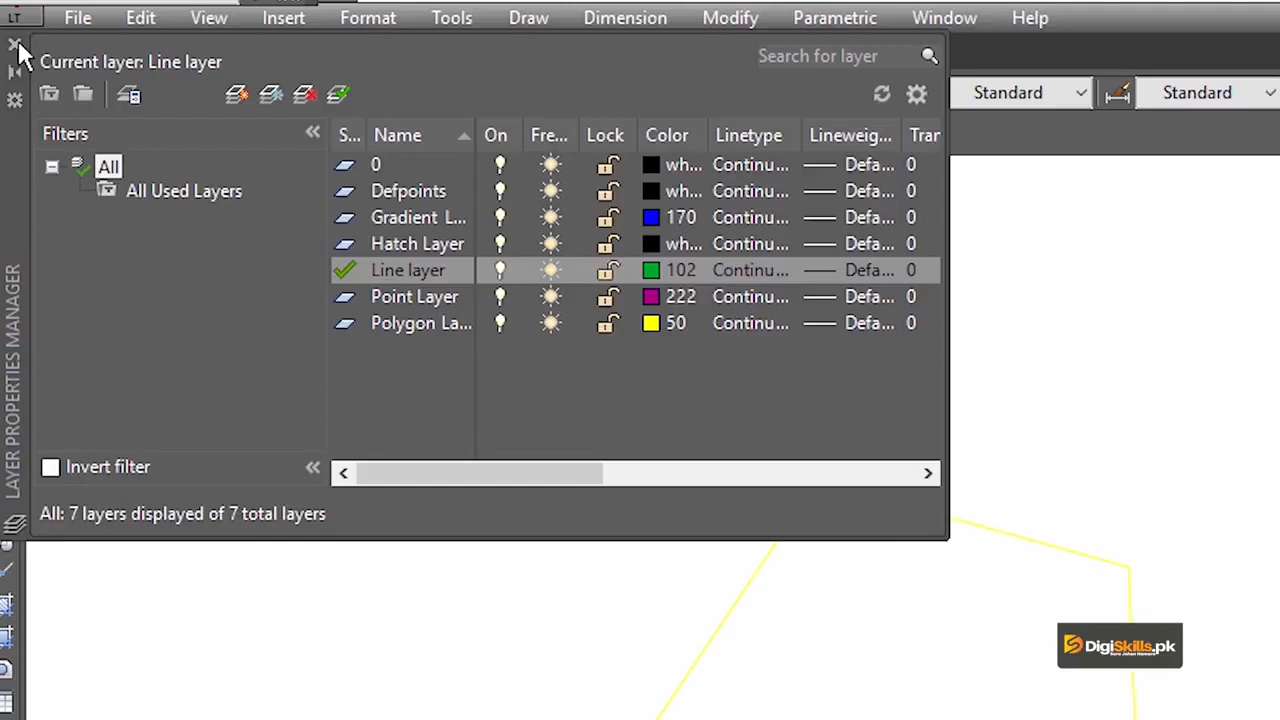 LT File Edit View Insert Format Tools Draw Dimension Modify Parametric Window Help
Current layer: Line layer
Search for layer
Standard Standard
Filters
All
All Used Layers
S... Name On Fre... Lock Color Linetype Lineweig... Tran
0 wh... Continu... Defa... 0
Defpoints wh... Continu... Defa... 0
Gradient L... 170 Continu... Defa... 0
Hatch Layer wh... Continu... Defa... 0
Line layer 102 Continu... Defa... 0
Point Layer 222 Continu... Defa... 0
Polygon La... 50 Continu... Defa... 0
LAYER PROPERTIES MANAGER
Invert filter
All: 7 layers displayed of 7 total layers
DigiSkills.pk